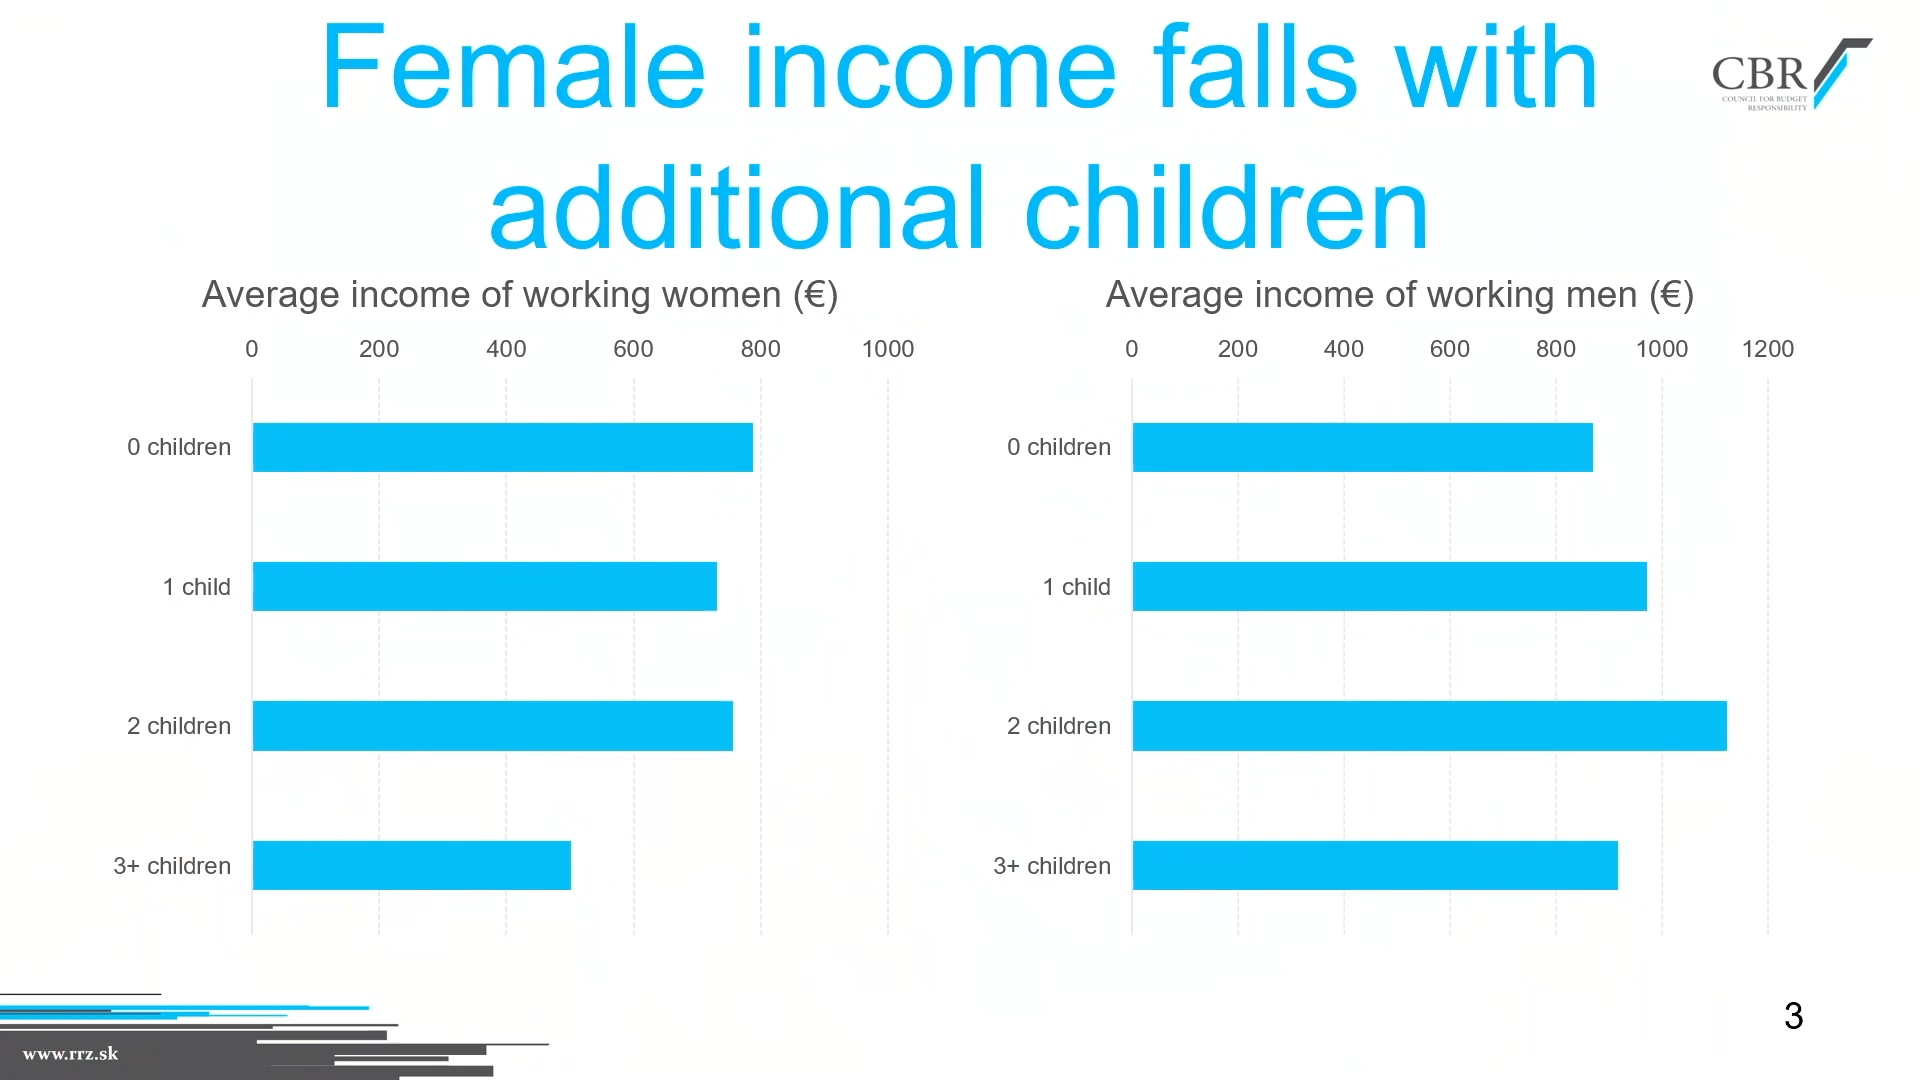 Female income falls with
additional children
CBR
COUNCIL FOR BUDGET
RESPONSIBILITY
Average income of working women (€)
0 200 400 600 800 1000
0 children
1 child
2 children
3+ children
Average income of working men (€)
0 200 400 600 800 1000 1200
0 children
1 child
2 children
3+ children
www.rrz.sk
3